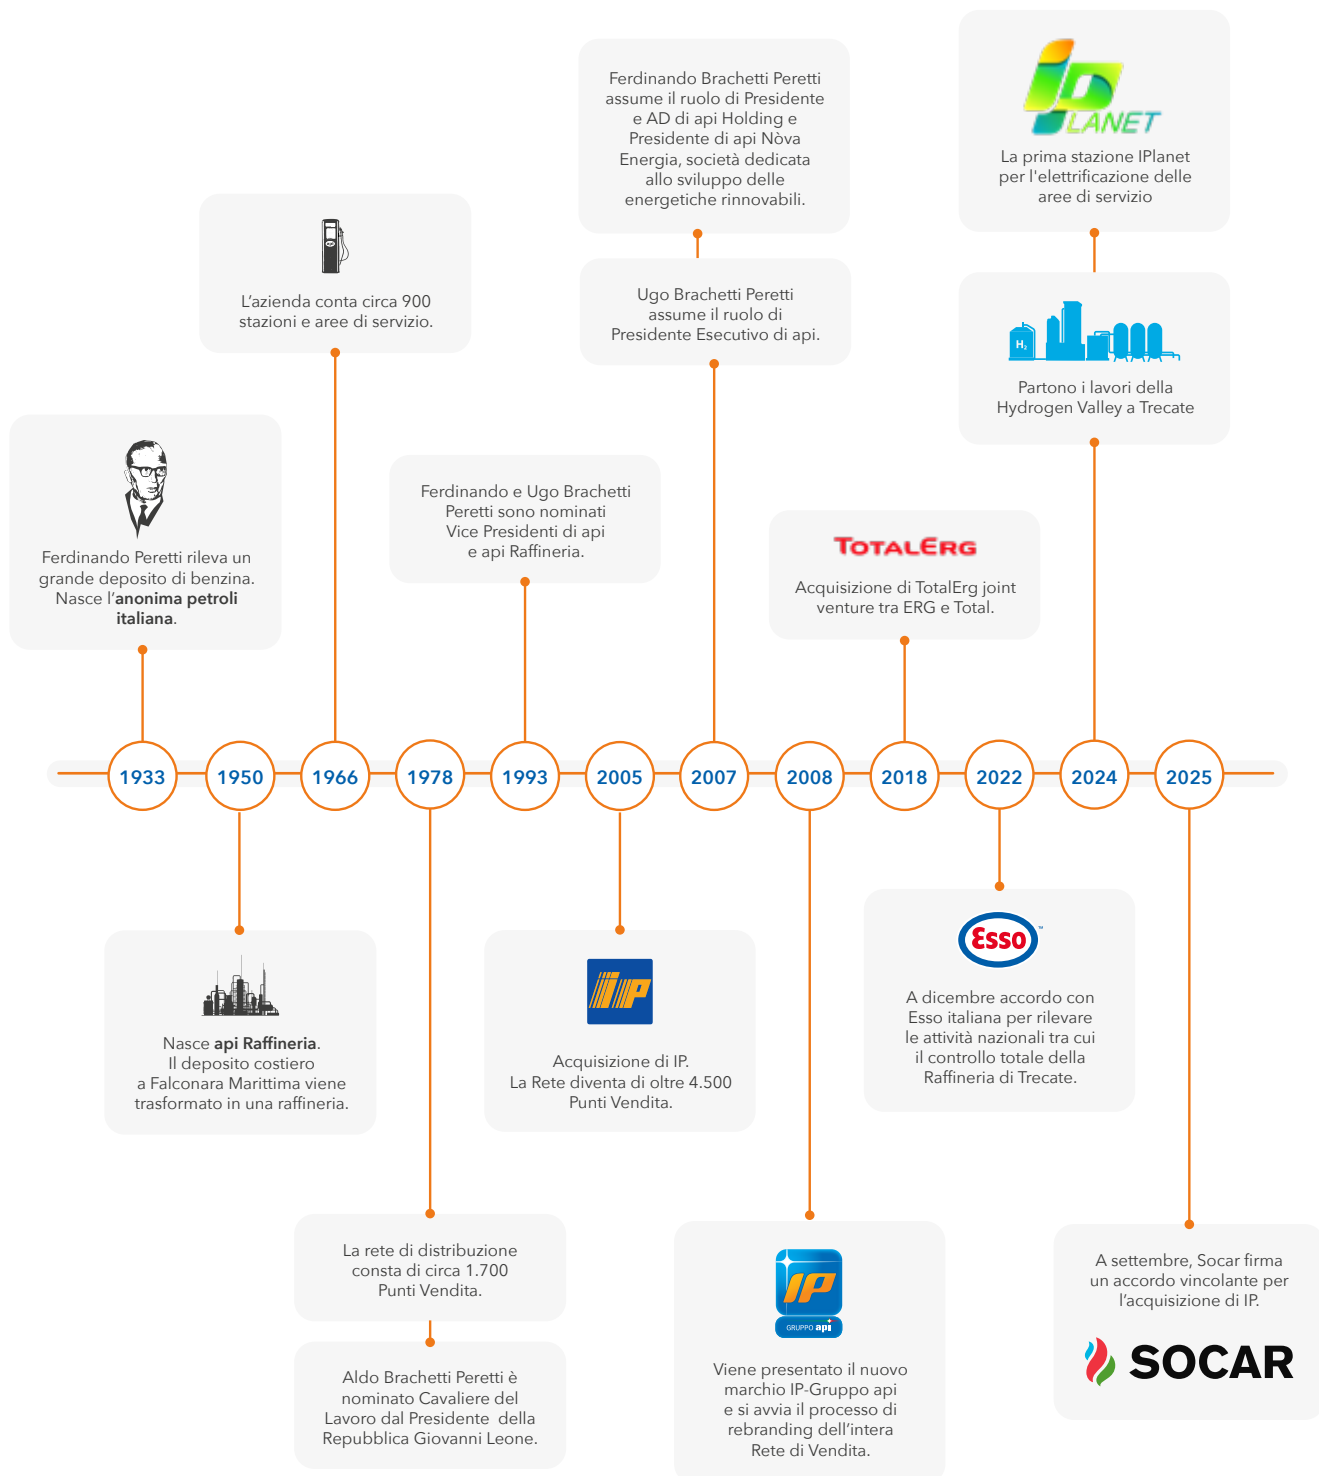 Ferdinando Peretti rileva un
grande deposito di benzina.
Nasce l'anonima petroli
italiana.
1933
1950
Nasce api Raffineria.
Il deposito costiero
a Falconara Marittima viene
trasformato in una raffineria.
L'azienda conta circa 900
stazioni e aree di servizio.
1966
1978
La rete di distribuzione
consta di circa 1.700
Punti Vendita.
Aldo Brachetti Peretti è
nominato Cavaliere del
Lavoro dal Presidente della
Repubblica Giovanni Leone.
Ferdinando e Ugo Brachetti
Peretti sono nominati
Vice Presidenti di api
e api Raffineria.
1993
2005
IP
Acquisizione di IP.
La Rete diventa di oltre 4.500
Punti Vendita.
Ferdinando Brachetti Peretti
assume il ruolo di Presidente
e AD di api Holding e
Presidente di api Nòva
Energia, società dedicata
allo sviluppo delle
energetiche rinnovabili.
Ugo Brachetti Peretti
assume il ruolo di
Presidente Esecutivo di api.
2007
2008
IP
GRUPPO api
Viene presentato il nuovo
marchio IP-Gruppo api
e si avvia il processo di
rebranding dell'intera
Rete di Vendita.
TOTALERG
Acquisizione di TotalErg joint
venture tra ERG e Total.
2018
2022
Esso™
A dicembre accordo con
Esso italiana per rilevare
le attività nazionali tra cui
il controllo totale della
Raffineria di Trecate.
ip
LANET
La prima stazione IPlanet
per l'elettrificazione delle
aree di servizio
H₂
Partono i lavori della
Hydrogen Valley a Trecate
2024
2025
A settembre, Socar firma
un accordo vincolante per
l'acquisizione di IP.
SOCAR